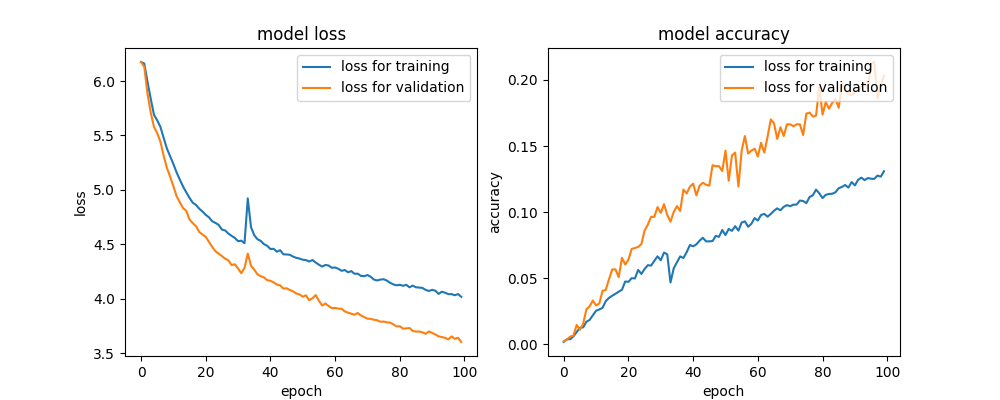 model loss
loss for training
loss for validation
6.0
5.5
5.0
4.5
4.0
3.5
loss
0
20
40
60
80
100
epoch
model accuracy
loss for training
loss for validation
0.20
0.15
0.10
0.05
0.00
accuracy
0
20
40
60
80
100
epoch